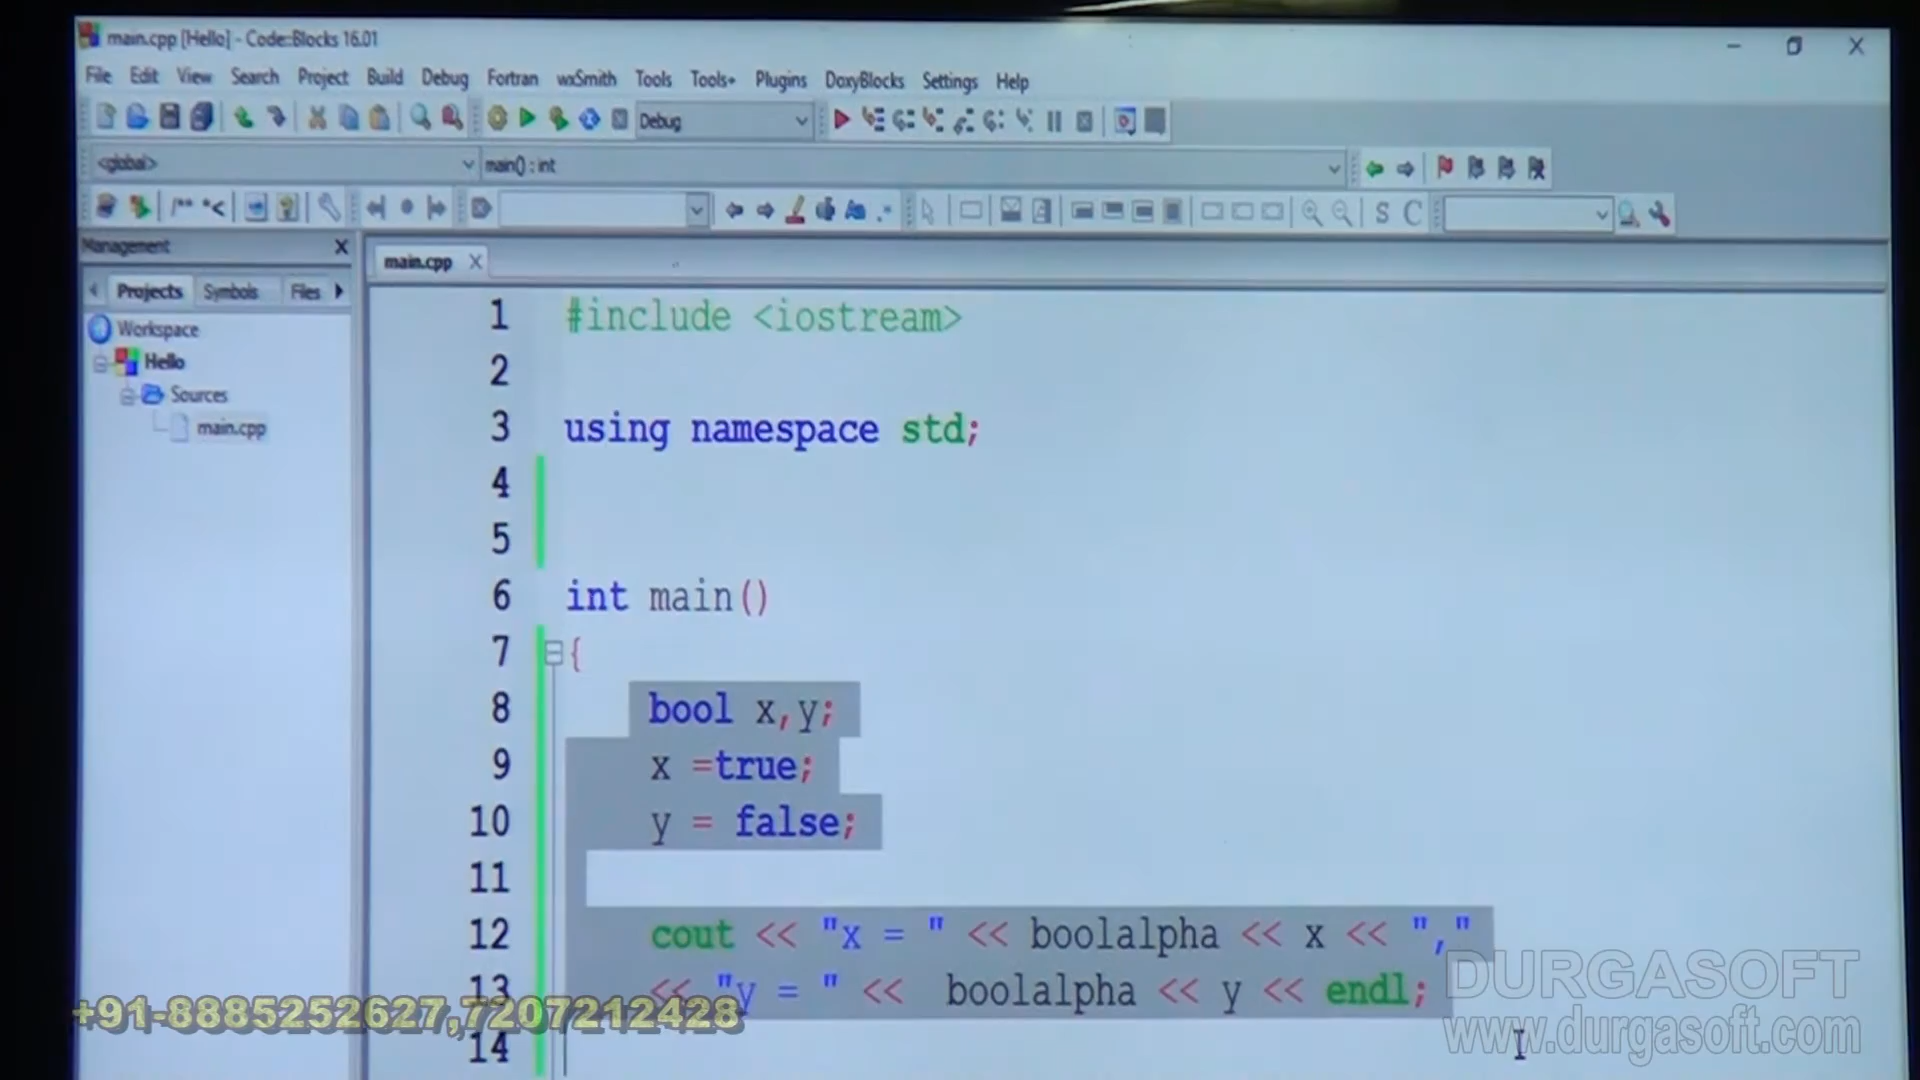 main.cpp [Hello] - Code::Blocks 16.01
File Edit View Search Project Build Debug Fortran wxSmith Tools Tools+ Plugins DoxyBlocks Settings Help
Debug
<global> main() : int
/** *< S C
Management
Projects Symbols Files
main.cpp
Workspace
Hello
Sources
main.cpp
1 #include <iostream>
2
3 using namespace std;
4
5
6 int main()
7 {
8 bool x,y;
9 x =true;
10 y = false;
11
12 cout << "x = " << boolalpha << x << ","
13 << "y = " << boolalpha << y << endl;
14
+91-8885252627,7207212428
DURGASOFT
www.durgasoft.com